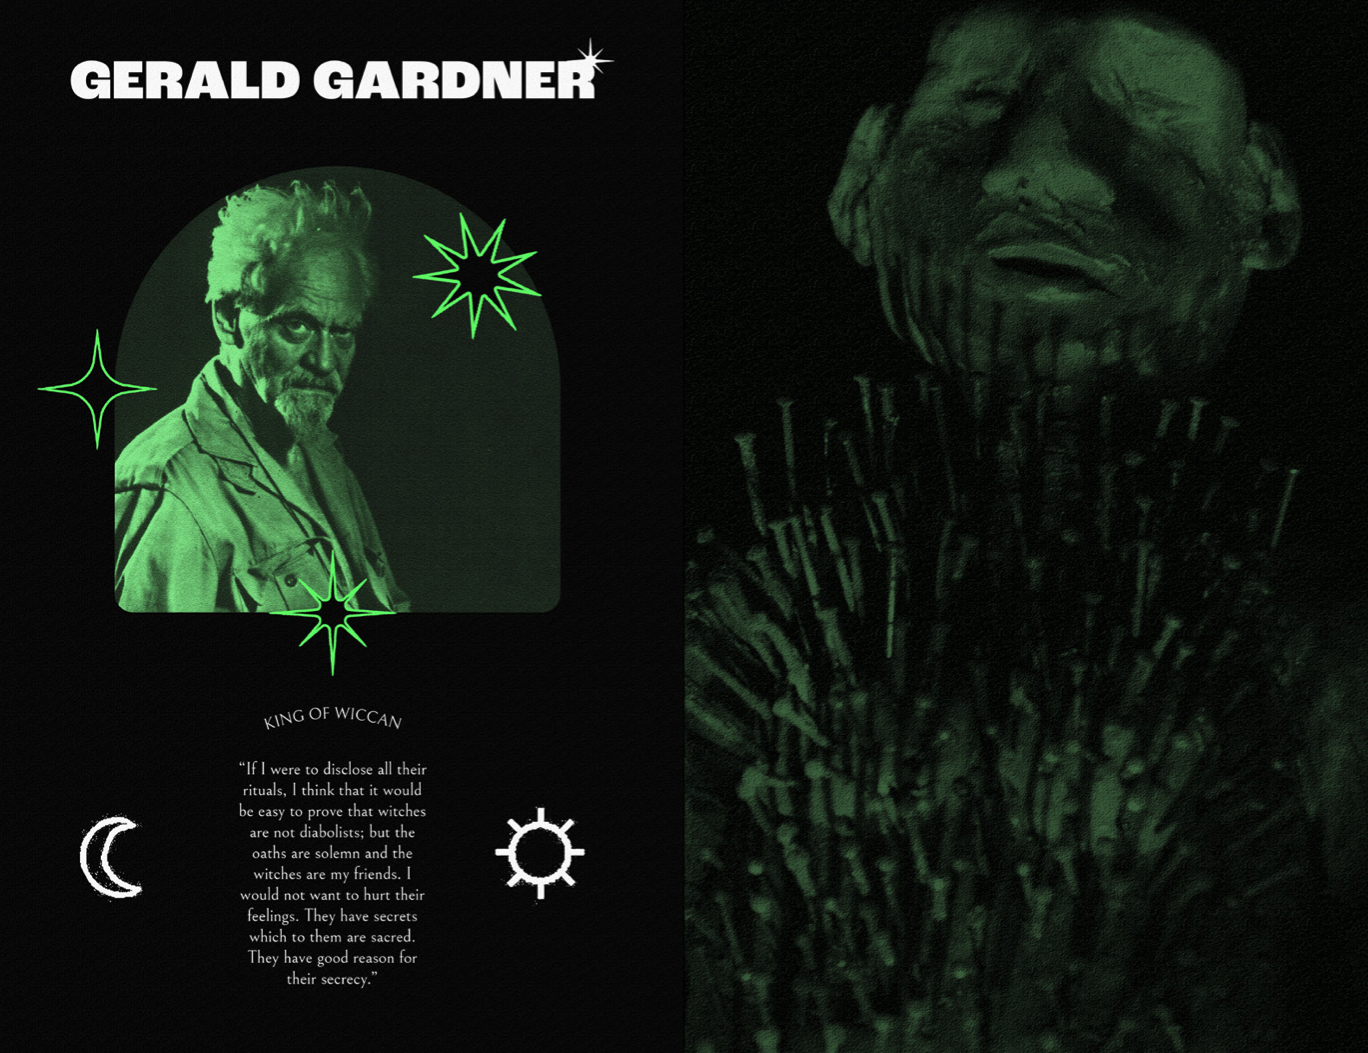 GERALD GARDNER
KING OF WICCAN
“If I were to disclose all their
rituals, I think that it would
be easy to prove that witches
are not diabolists; but the
oaths are solemn and the
witches are my friends. I
would not want to hurt their
feelings. They have secrets
which to them are sacred.
They have good reason for
their secrecy.”